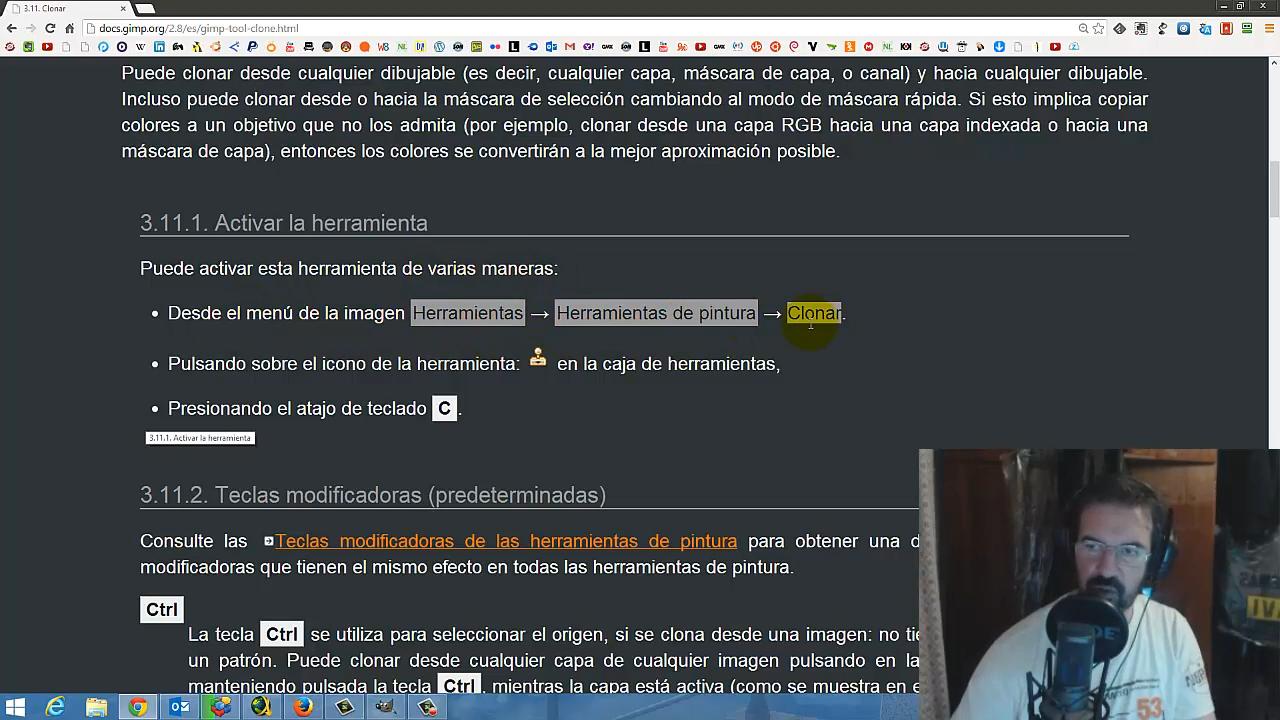 3.11. Clonar
docs.gimp.org/2.8/es/gimp-tool-clone.html
Puede clonar desde cualquier dibujable (es decir, cualquier capa, máscara de capa, o canal) y hacia cualquier dibujable.
Incluso puede clonar desde o hacia la máscara de selección cambiando al modo de máscara rápida. Si esto implica copiar
colores a un objetivo que no los admita (por ejemplo, clonar desde una capa RGB hacia una capa indexada o hacia una
máscara de capa), entonces los colores se convertirán a la mejor aproximación posible.
3.11.1. Activar la herramienta
Puede activar esta herramienta de varias maneras:
• Desde el menú de la imagen Herramientas → Herramientas de pintura → Clonar.
• Pulsando sobre el icono de la herramienta: en la caja de herramientas,
• Presionando el atajo de teclado C.
3.11.1. Activar la herramienta
3.11.2. Teclas modificadoras (predeterminadas)
Consulte las Teclas modificadoras de las herramientas de pintura para obtener una d
modificadoras que tienen el mismo efecto en todas las herramientas de pintura.
Ctrl
La tecla Ctrl se utiliza para seleccionar el origen, si se clona desde una imagen: no tie
un patrón. Puede clonar desde cualquier capa de cualquier imagen pulsando en la
manteniendo pulsada la tecla Ctrl, mientras la capa está activa (como se muestra en e
53